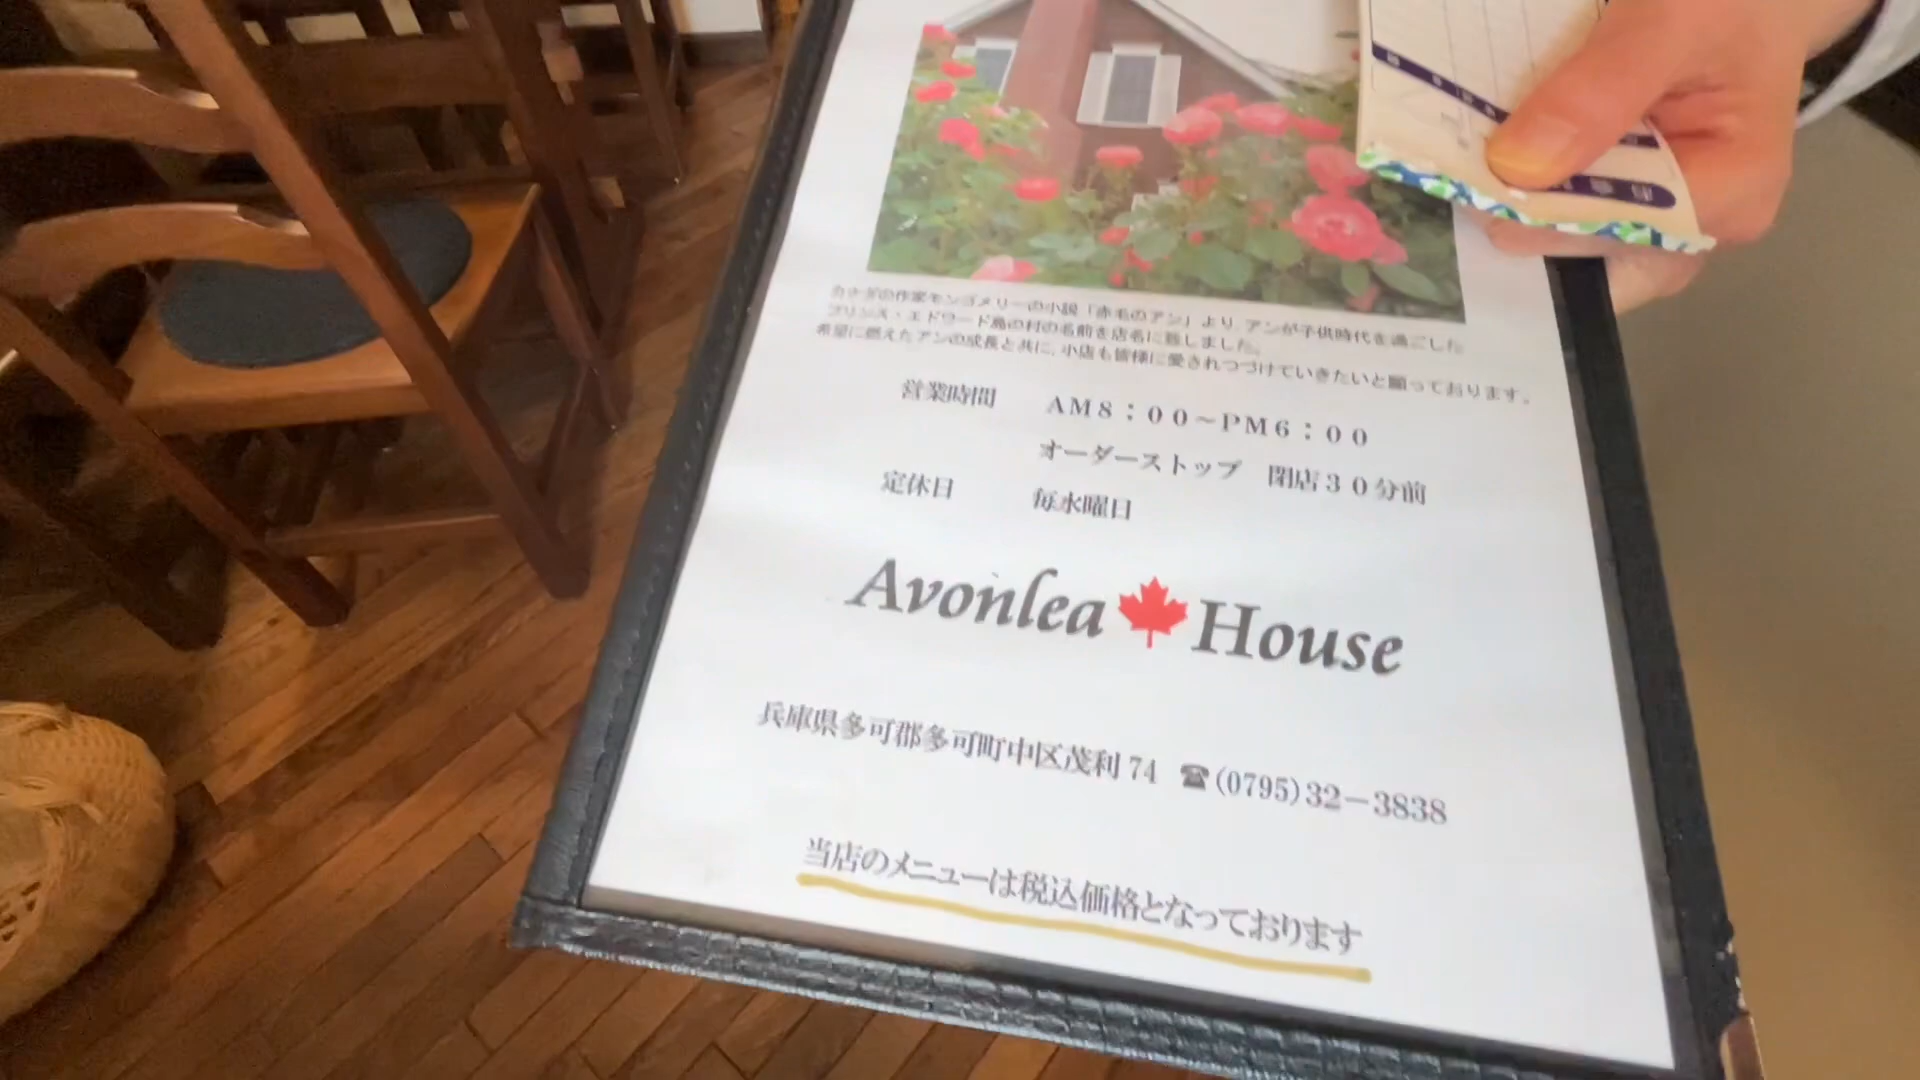 カナダの作家モンゴメリーの小説「赤毛のアン」より、アンが子供時代を過ごした
プリンス・エドワード島の村の名前を店名に致しました。
希望に燃えたアンの成長と共に、小店も皆様に愛されつづけていきたいと願っております。
営業時間 AM8:00~PM6:00
オーダーストップ 閉店30分前
定休日 毎水曜日
Avonlea House
兵庫県多可郡多可町中区茂利74 ☎(0795)32-3838
当店のメニューは税込価格となっております